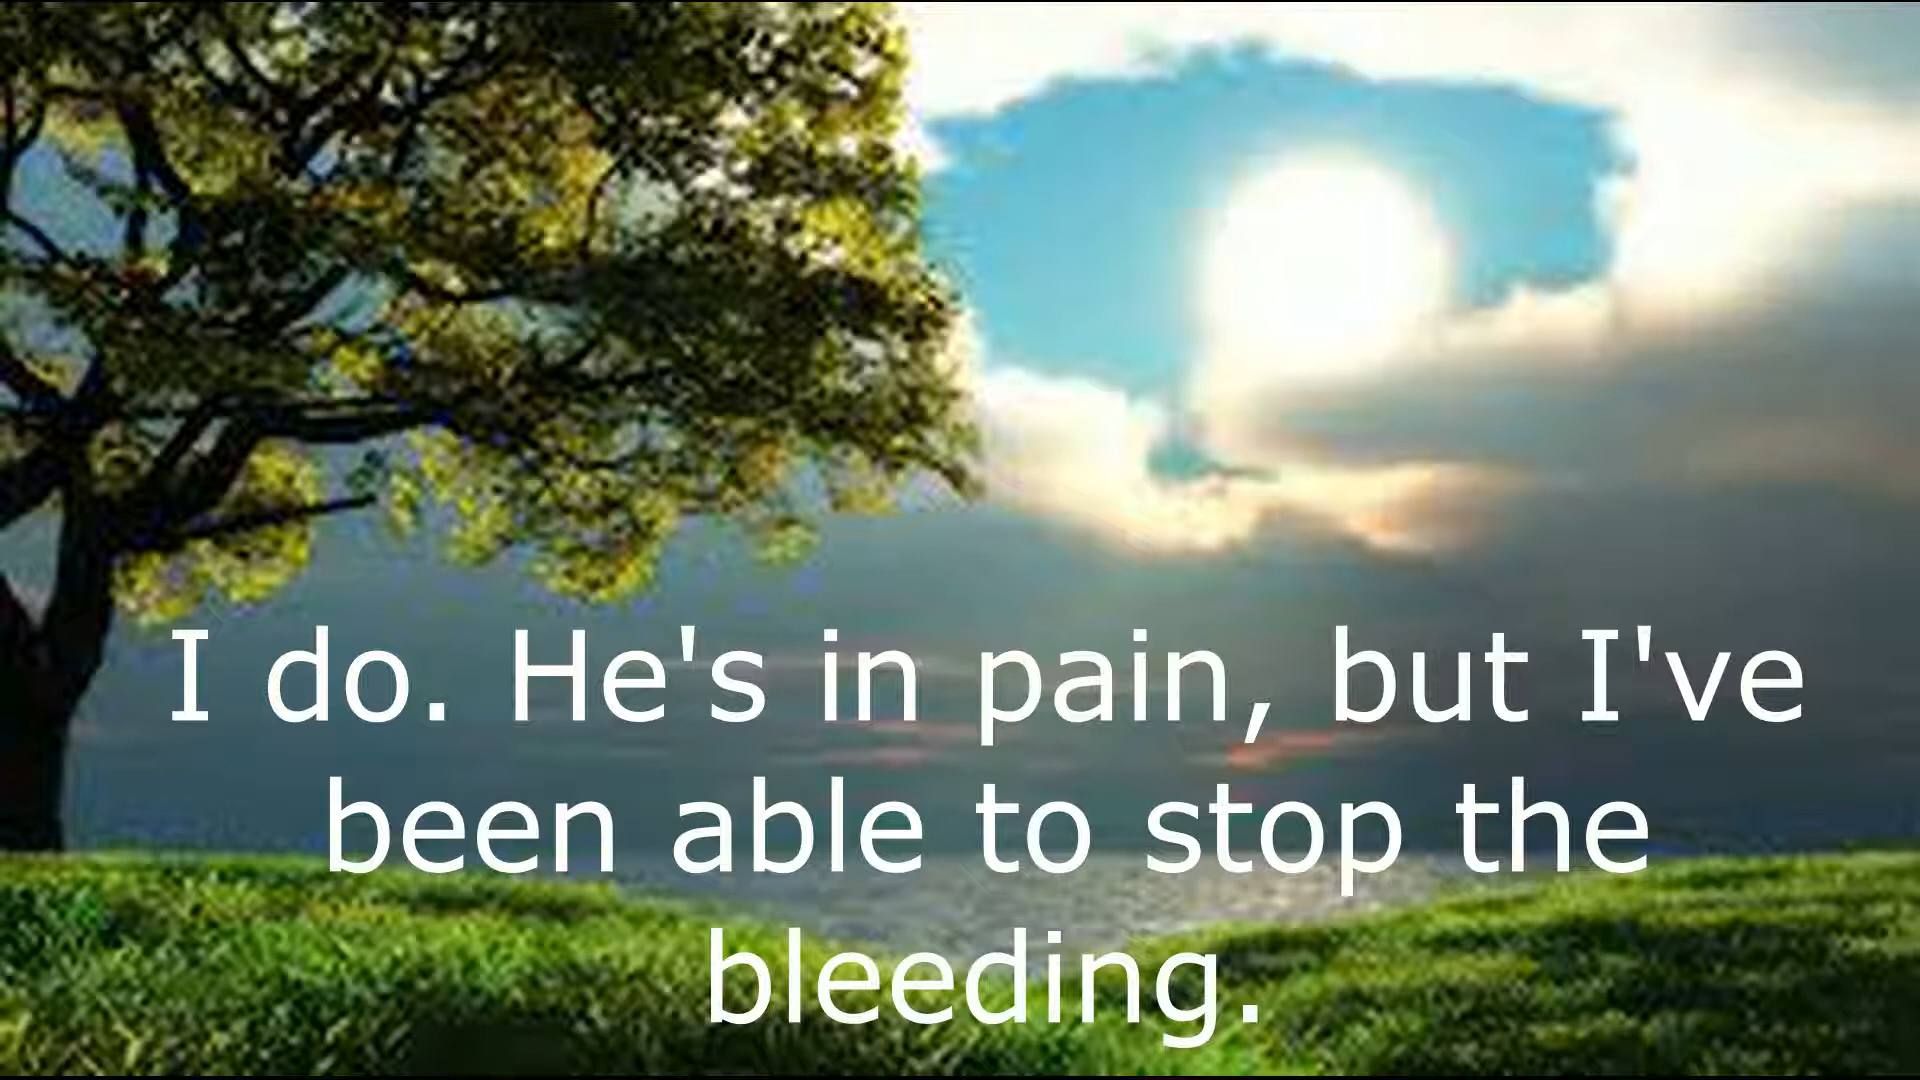 I do. He's in pain, but I've
been able to stop the
bleeding.